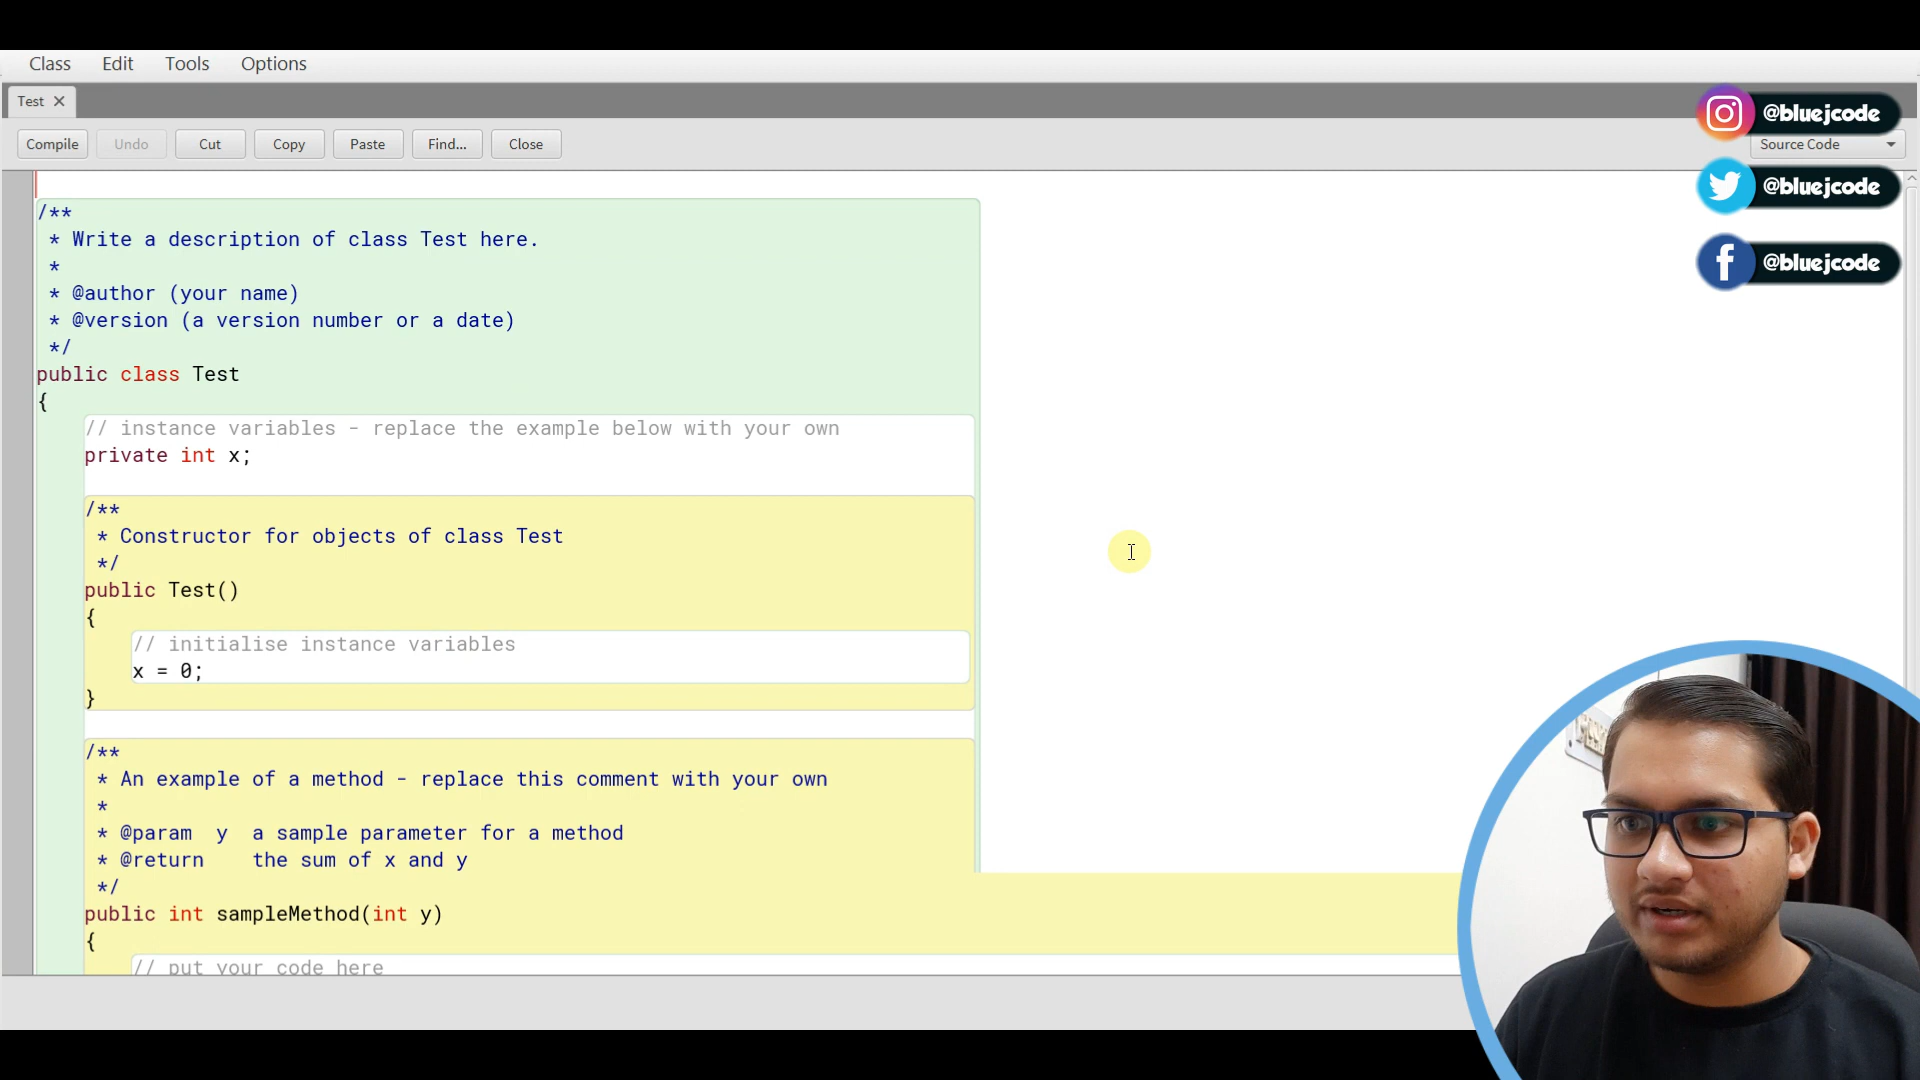 Class Edit Tools Options
Test
Compile Undo Cut Copy Paste Find... Close
Source Code
@bluejcode
@bluejcode
@bluejcode
/**
 * Write a description of class Test here.
 *
 * @author (your name)
 * @version (a version number or a date)
 */
public class Test
{
    // instance variables - replace the example below with your own
    private int x;
    /**
     * Constructor for objects of class Test
     */
    public Test()
    {
        // initialise instance variables
        x = 0;
    }
    /**
     * An example of a method - replace this comment with your own
     *
     * @param  y  a sample parameter for a method
     * @return    the sum of x and y
     */
    public int sampleMethod(int y)
    {
        // put your code here